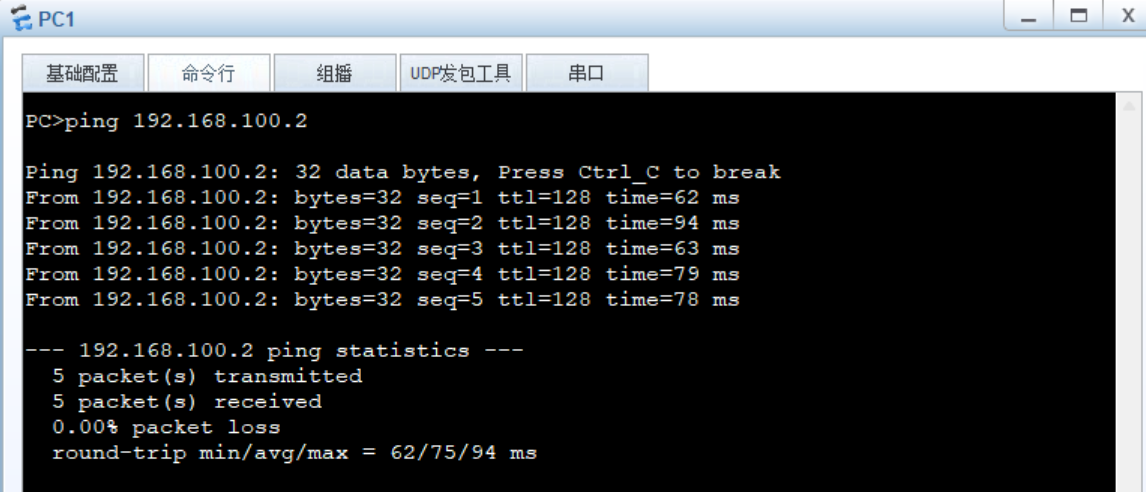 PC1
基础配置 命令行 组播 UDP发包工具 串口
PC>ping 192.168.100.2
Ping 192.168.100.2: 32 data bytes, Press Ctrl_C to break
From 192.168.100.2: bytes=32 seq=1 ttl=128 time=62 ms
From 192.168.100.2: bytes=32 seq=2 ttl=128 time=94 ms
From 192.168.100.2: bytes=32 seq=3 ttl=128 time=63 ms
From 192.168.100.2: bytes=32 seq=4 ttl=128 time=79 ms
From 192.168.100.2: bytes=32 seq=5 ttl=128 time=78 ms
--- 192.168.100.2 ping statistics ---
5 packet(s) transmitted
5 packet(s) received
0.00% packet loss
round-trip min/avg/max = 62/75/94 ms